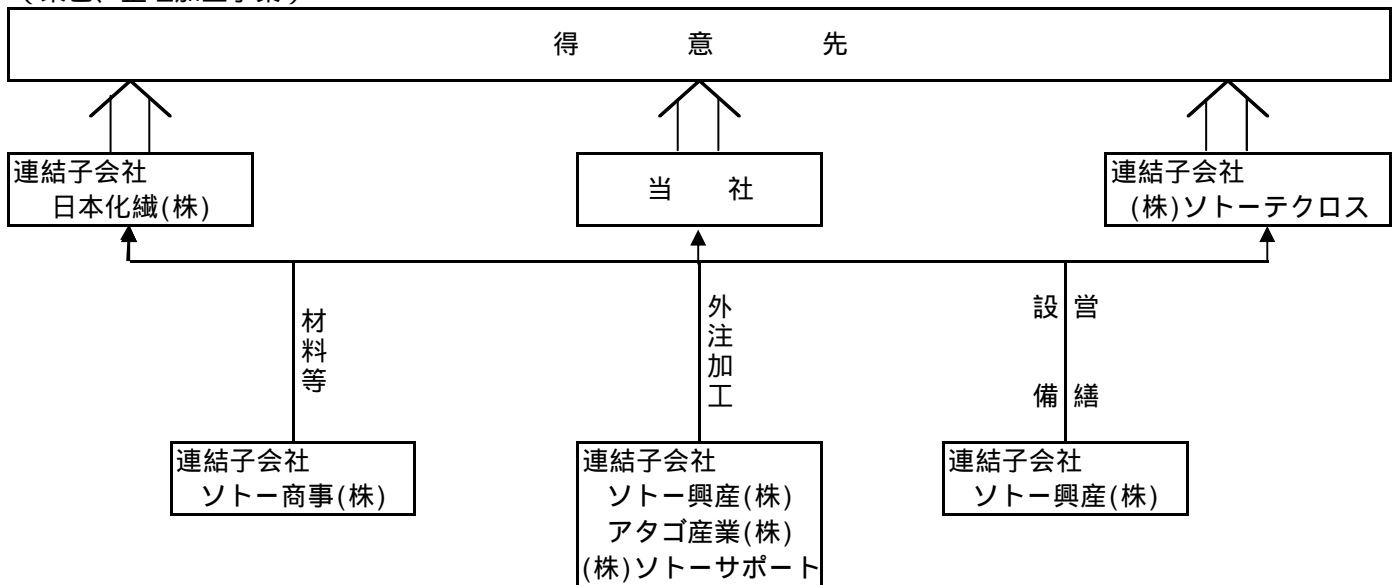 得 意 先
連結子会社
日本化繊(株)
当 社
連結子会社
(株)ソトーテクロス
材料等
外注加工
設備
営繕
連結子会社
ソトー商事(株)
連結子会社
ソトー興産(株)
アタゴ産業(株)
(株)ソトーサポート
連結子会社
ソトー興産(株)